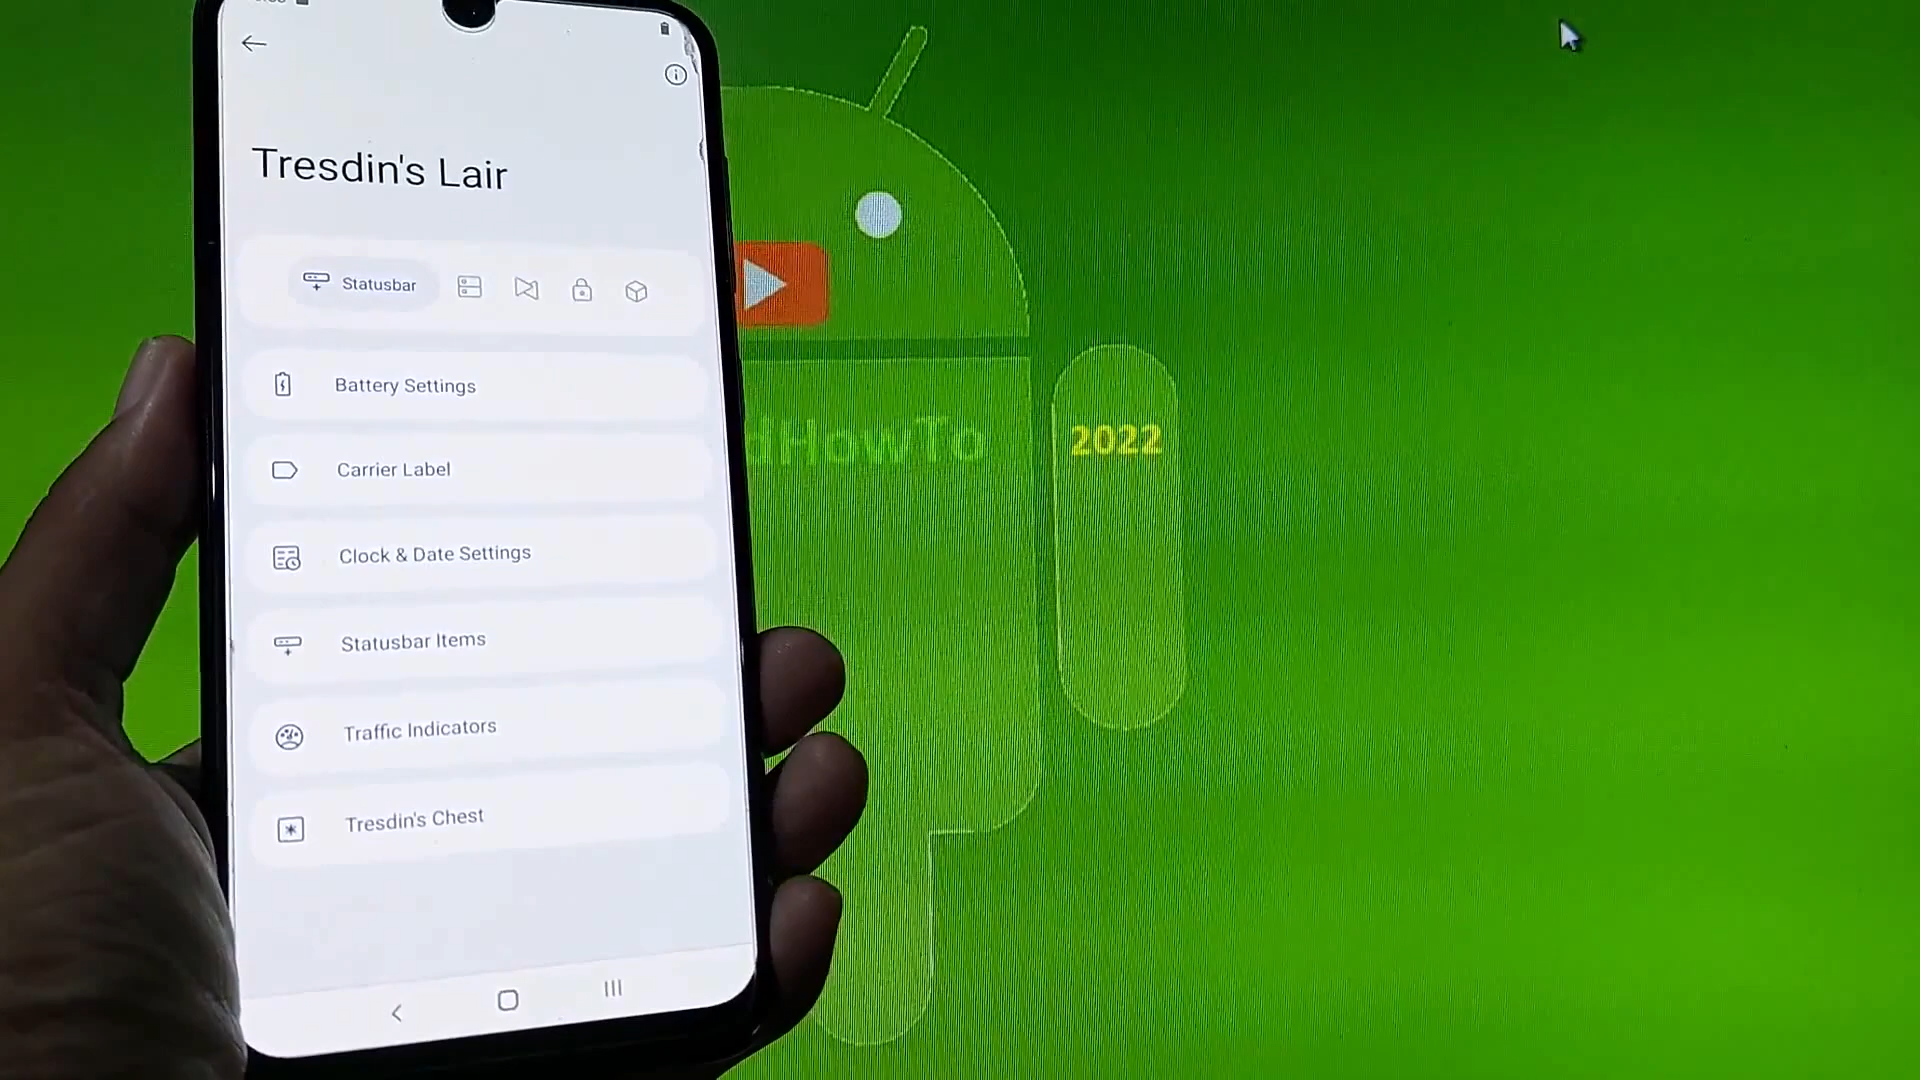 Tresdin's Lair
Statusbar
Battery Settings
Carrier Label
Clock & Date Settings
Statusbar Items
Traffic Indicators
Tresdin's Chest
HowTo
2022